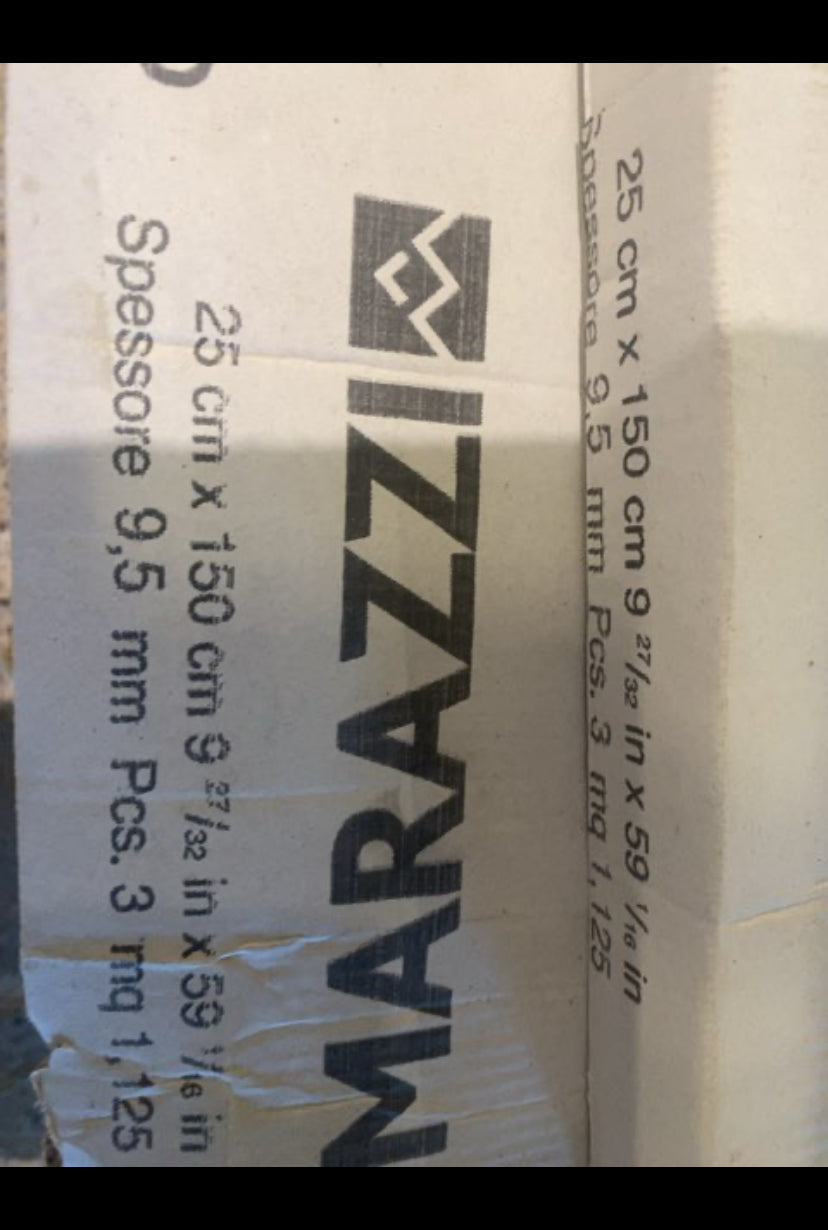 MARAZZI
25 cm x 150 cm 9 27/32 in x 59 1/16 in
Spessore 9,5 mm Pcs. 3 mq 1,125
25 cm x 150 cm 9 27/32 in x 59 1/16 in
Spessore 9,5 mm Pcs. 3 mq 1,125